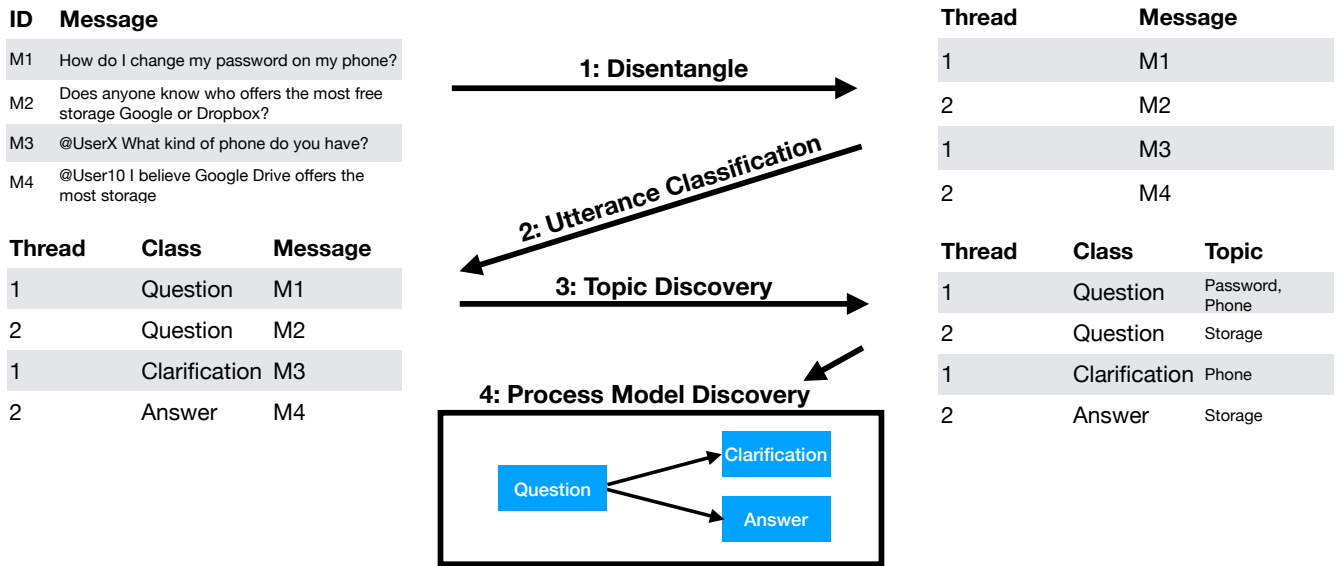 ID Message
M1 How do I change my password on my phone?
M2 Does anyone know who offers the most free
storage Google or Dropbox?
M3 @UserX What kind of phone do you have?
M4 @User10 I believe Google Drive offers the
most storage
1: Disentangle
Thread Message
1 M1
2 M2
1 M3
2 M4
2: Utterance Classification
Thread Class Message
1 Question M1
2 Question M2
1 Clarification M3
2 Answer M4
3: Topic Discovery
Thread Class Topic
1 Question Password,
Phone
2 Question Storage
1 Clarification Phone
2 Answer Storage
4: Process Model Discovery
Question
Clarification
Answer